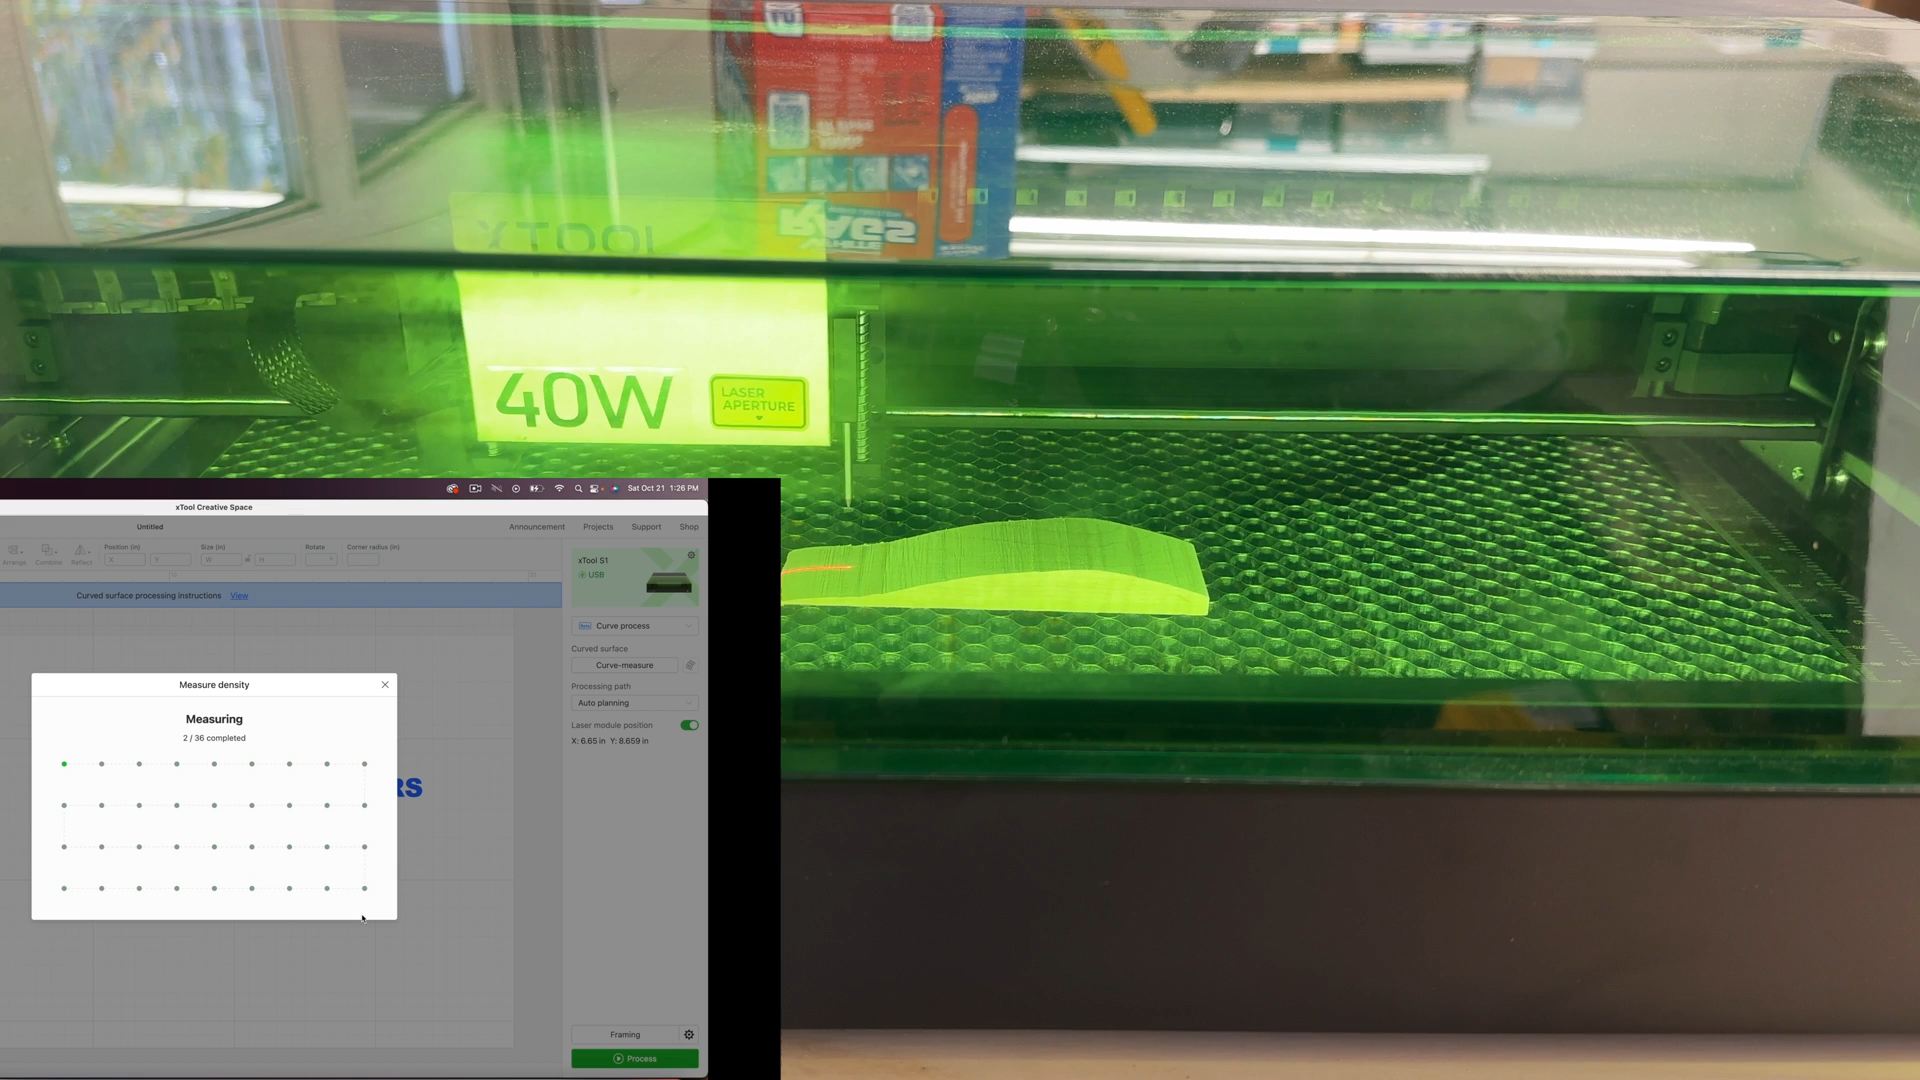 XTOOL
40W
LASER
APERTURE
RAGS
WHITE
Sat Oct 21 1:26 PM
xTool Creative Space
Untitled
Announcement
Projects
Support
Shop
Arrange
Combine
Reflect
Position (in)
X
Y
Size (in)
W
H
Rotate
Corner radius (in)
Curved surface processing instructions View
xTool S1
USB
Curve process
Curved surface
Curve-measure
Processing path
Auto planning
Laser module position
X: 6.65 in Y: 8.659 in
Measure density
Measuring
2 / 36 completed
RS
Framing
Process